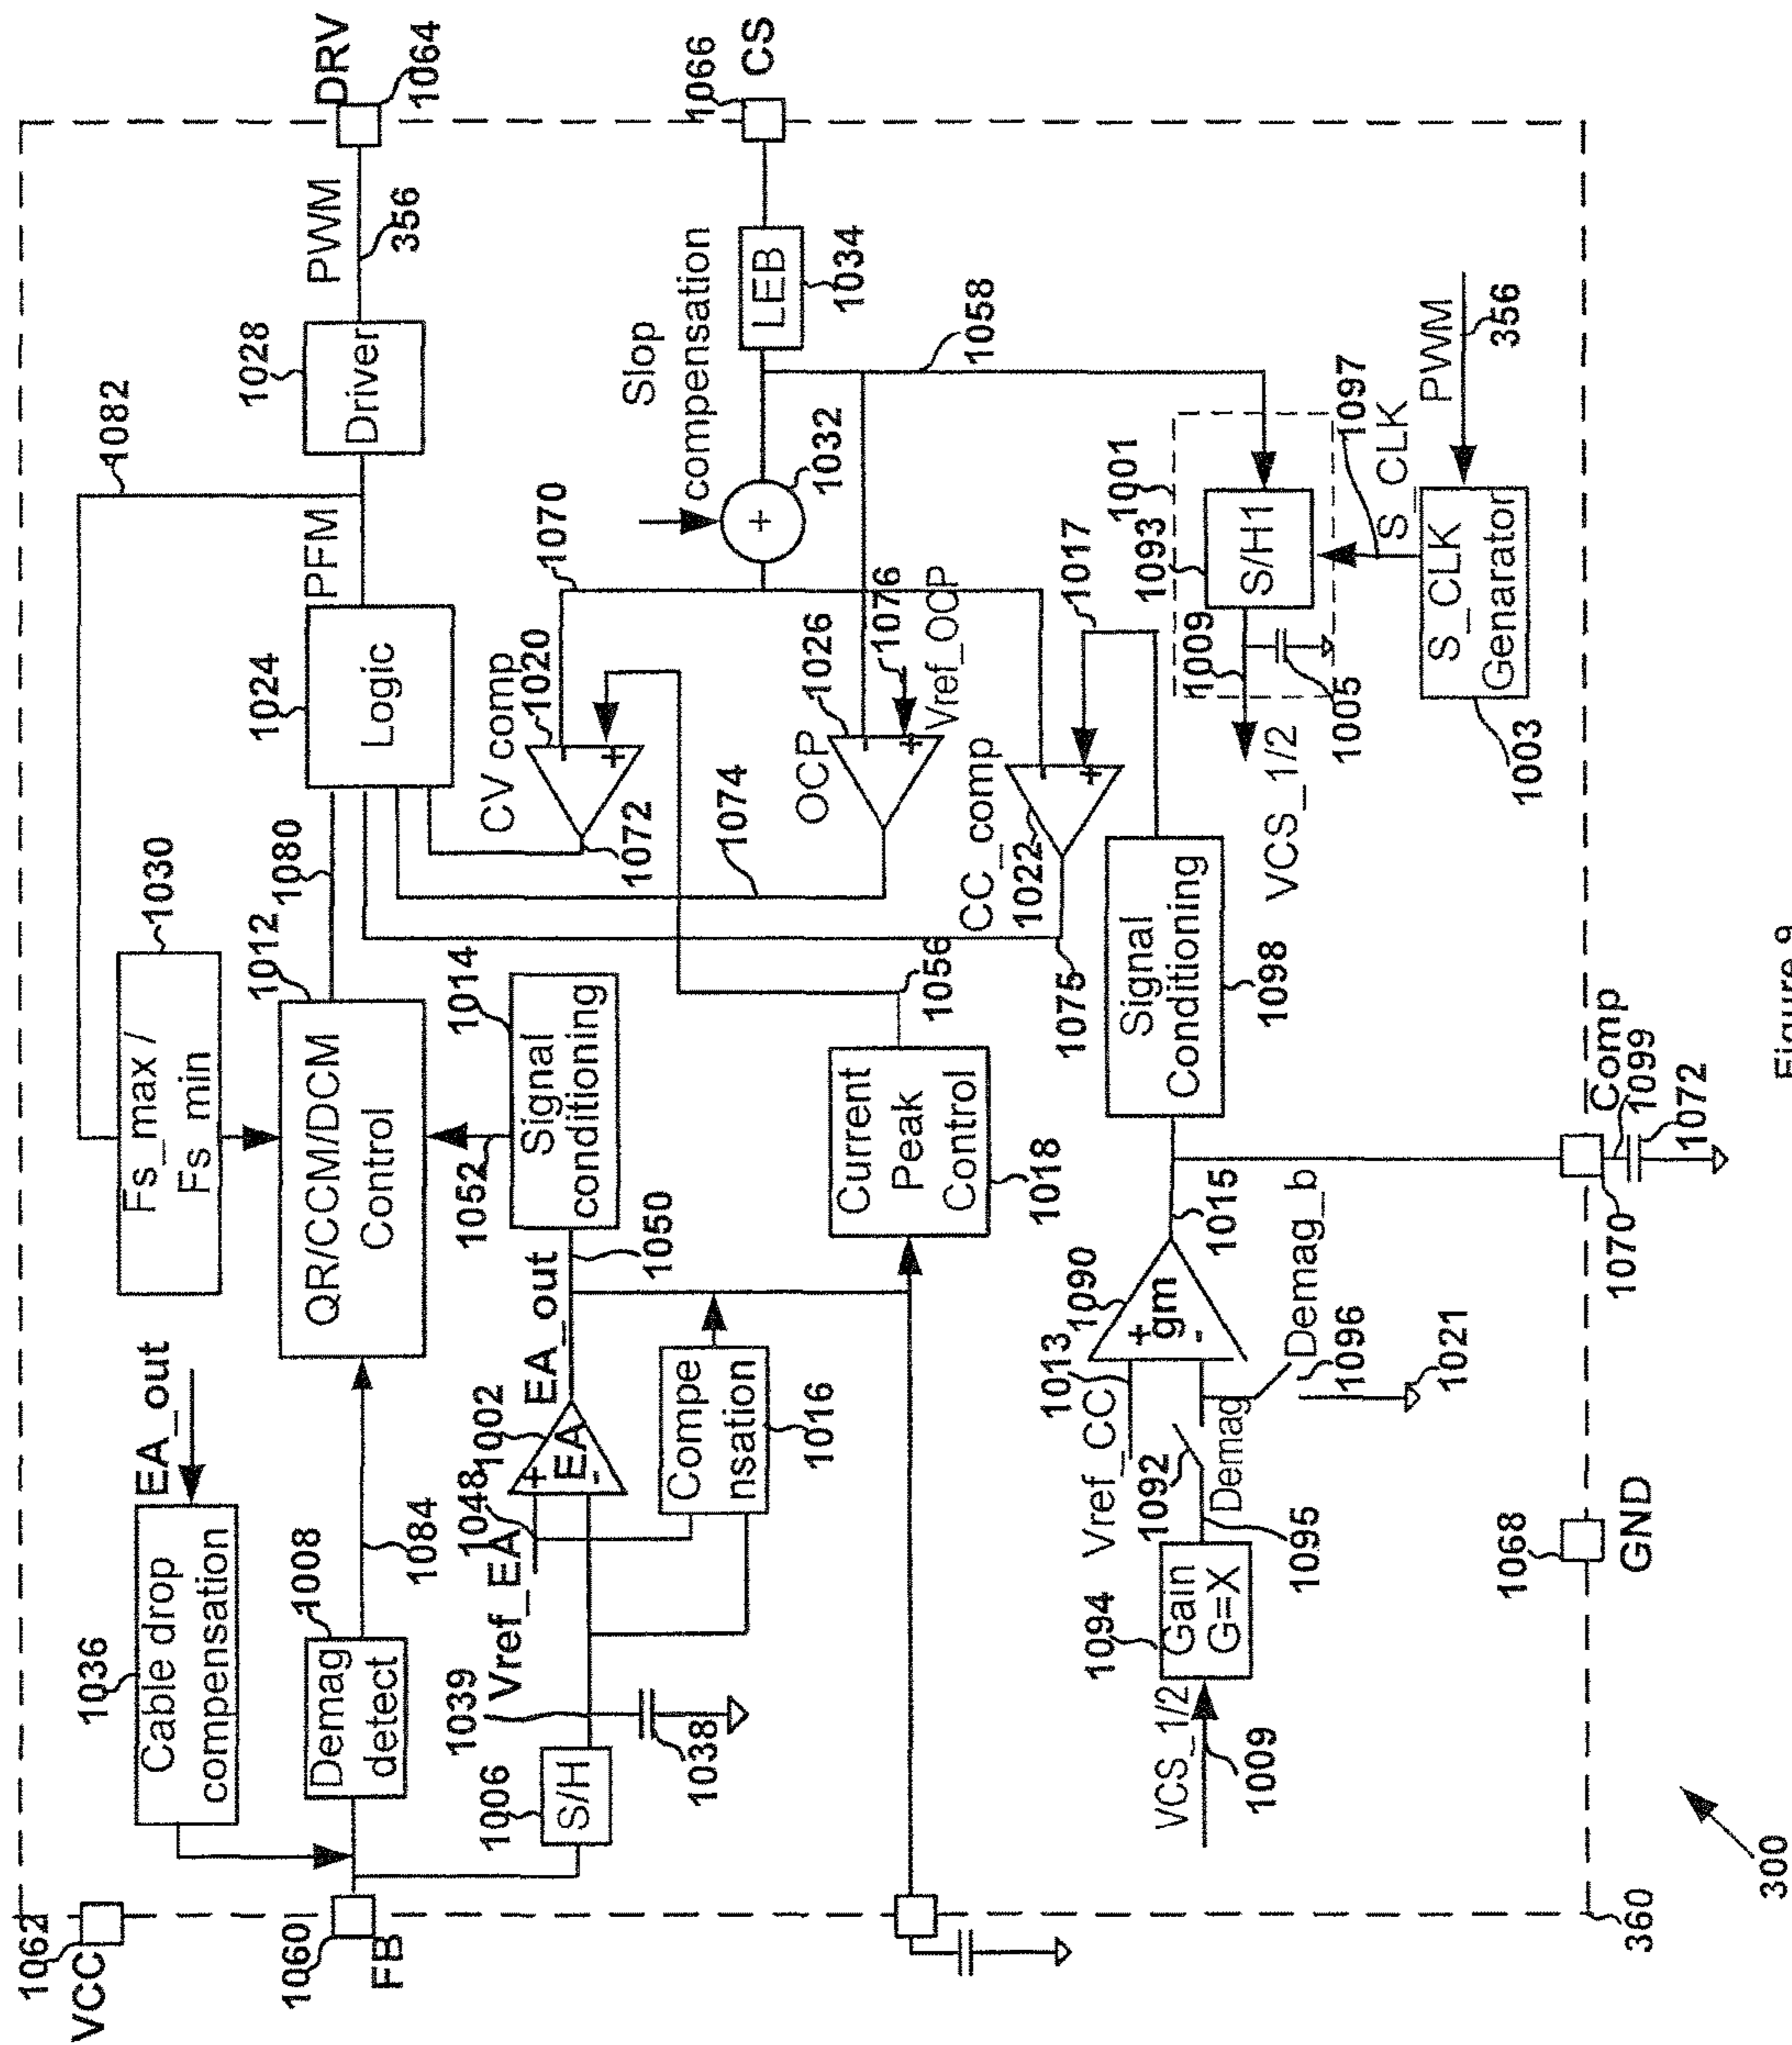 1062
VCC
1060
FB
1036
Cable drop
compensation
EA_out
1008
Demag
detect
1084
1030
Fs_max /
Fs_min
1082
1012
QR/CCM/DCM
Control
1080
1024
Logic
PFM
1028
Driver
PWM
356
DRV
1064
1006
S/H
1039
1038
Vref_EA
1048
1002
+
EA
-
EA_out
1050
1052
1014
Signal
conditioning
Compe
nsation
1016
CV comp
1020
-
+
1072
1070
Slop
compensation
+
1032
LEB
1034
1066
CS
1058
1074
OCP
1026
-
+
1076
Vref_OCP
Current
Peak
Control
1018
1056
CC_comp
1022
-
+
1075
1017
VCS_1/2
1009
1094
Gain
G=X
1095
Vref_CC
1013
1092
Demag
1090
+
gm
-
Demag_b
1096
1021
1015
Signal
Conditioning
1098
1009
VCS_1/2
1005
1093
1001
S/H1
1097
S_CLK
S_CLK
Genarator
1003
PWM
356
360
1068
GND
1070
Comp
1099
1072
300
Figure 9